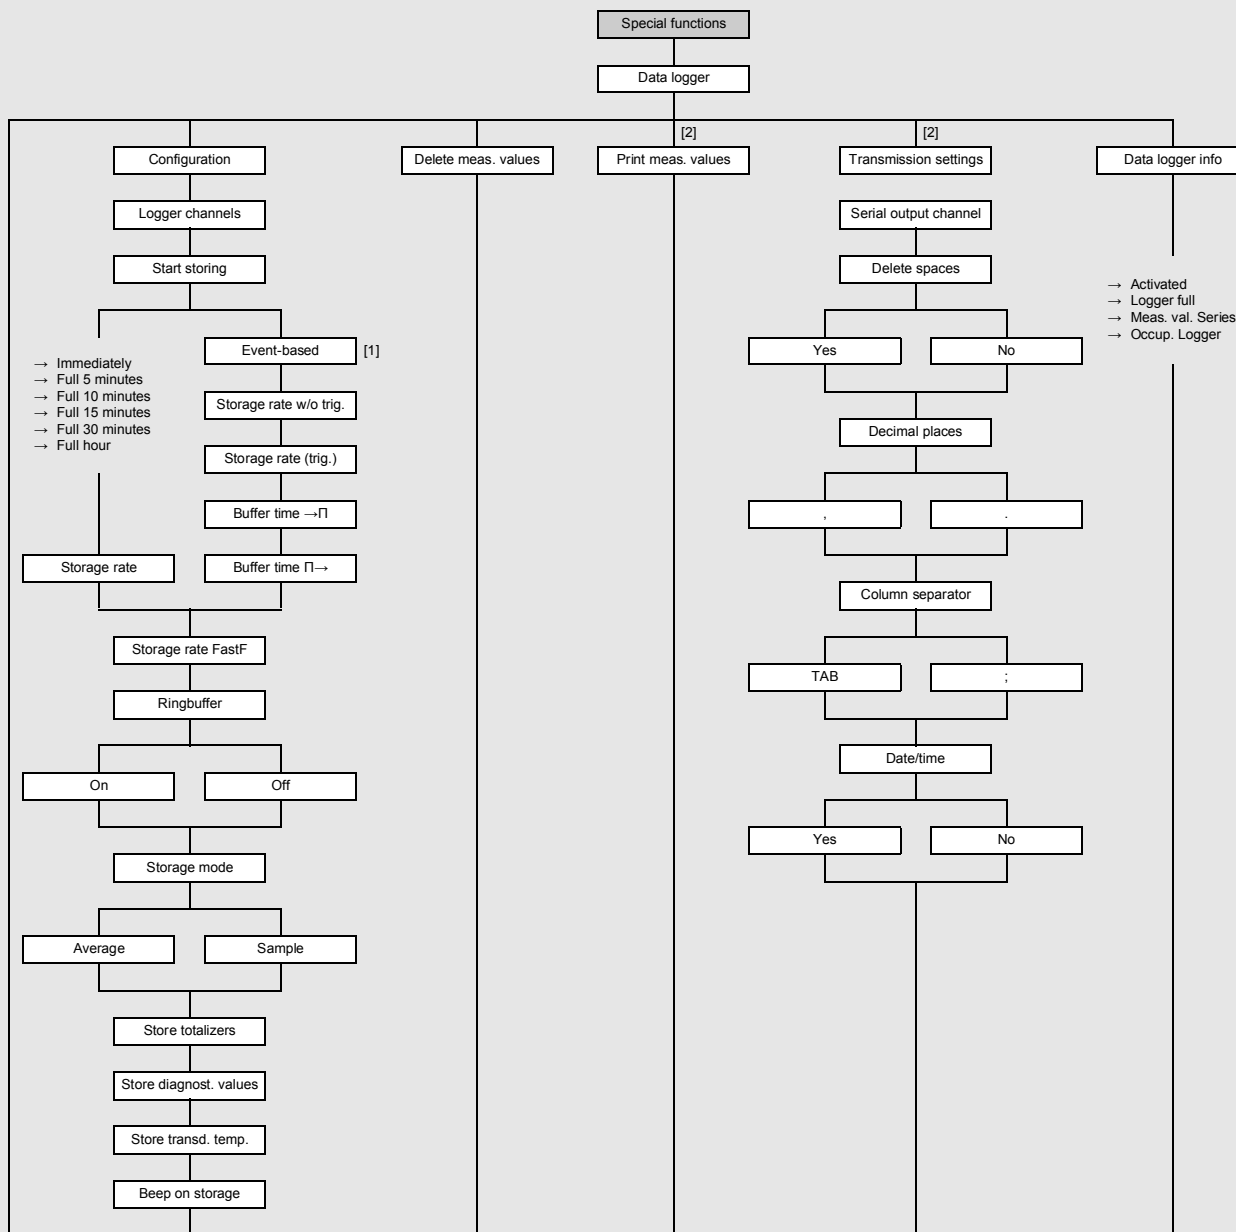 Special functions
Data logger
[2]
[2]
Configuration
Delete meas. values
Print meas. values
Transmission settings
Data logger info
Logger channels
Start storing
→ Immediately
→ Full 5 minutes
→ Full 10 minutes
→ Full 15 minutes
→ Full 30 minutes
→ Full hour
Storage rate
Event-based
[1]
Storage rate w/o trig.
Storage rate (trig.)
Buffer time →Π
Buffer time Π→
Storage rate FastF
Ringbuffer
On
Off
Storage mode
Average
Sample
Store totalizers
Store diagnost. values
Store transd. temp.
Beep on storage
Serial output channel
Delete spaces
Yes
No
Decimal places
,
.
Column separator
TAB
;
Date/time
Yes
No
→ Activated
→ Logger full
→ Meas. val. Series
→ Occup. Logger